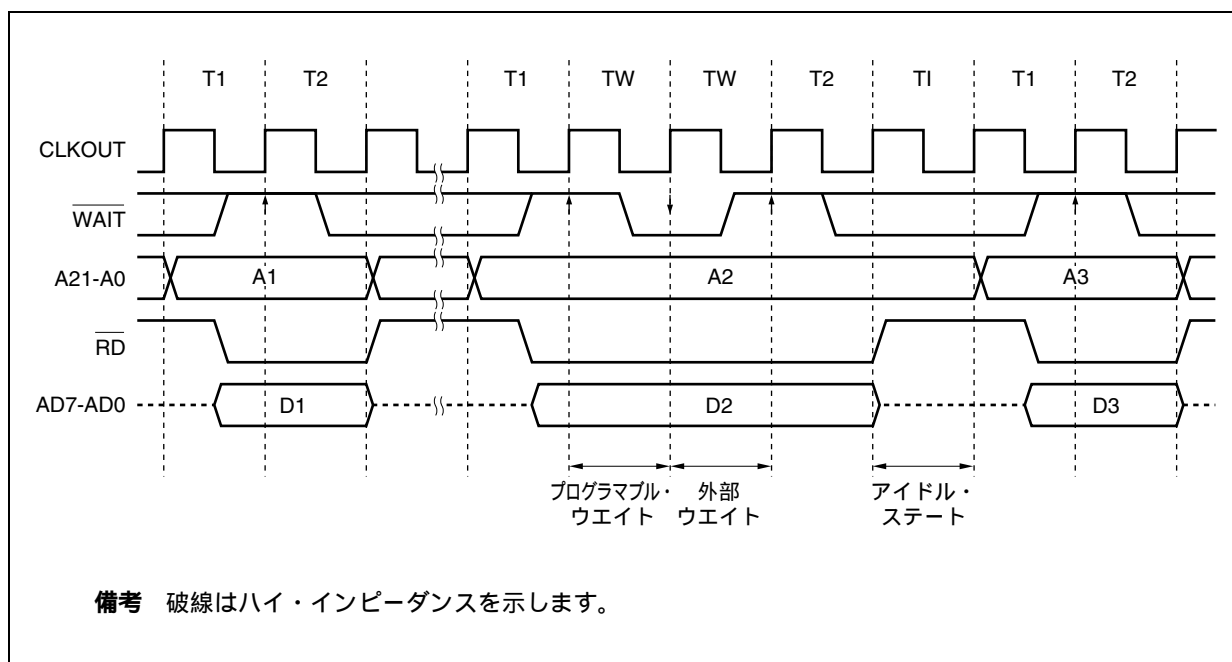 T1 T2 T1 TW TW T2 TI T1 T2
CLKOUT
WAIT
A21-A0 A1 A2 A3
RD
AD7-AD0 D1 D2 D3
プログラマブル・ウエイト
外部ウエイト
アイドル・ステート
備考 破線はハイ・インピーダンスを示します。